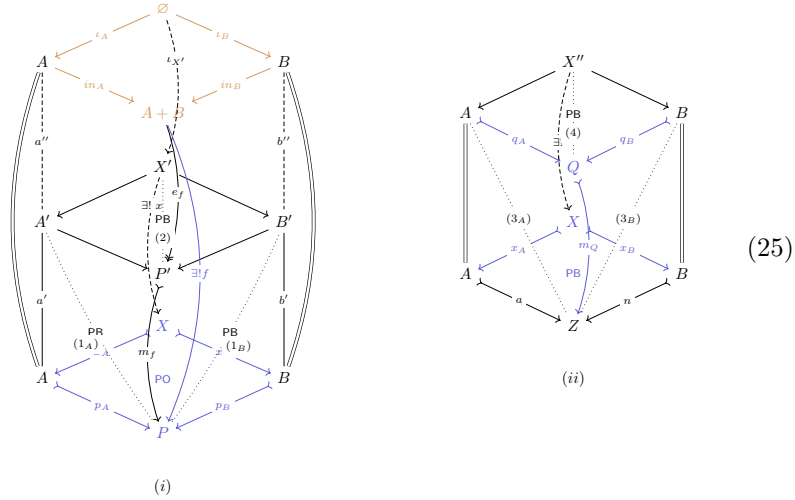 ∅
ι_A ι_B
A ι_{X'} B X''
in_A in_B
A + B A PB B
(4)
a'' b'' q_A q_B
X' ∃! Q
e_f
∃! x
A' PB B' (3_A) X (3_B)
(2) x_A m_Q x_B
P' ∃!f A PB B
a' b' a n
X Z
PB PB
(1_A) m_f x (1_B)
A PO B (ii)
p_A p_B
P
(i)
(25)